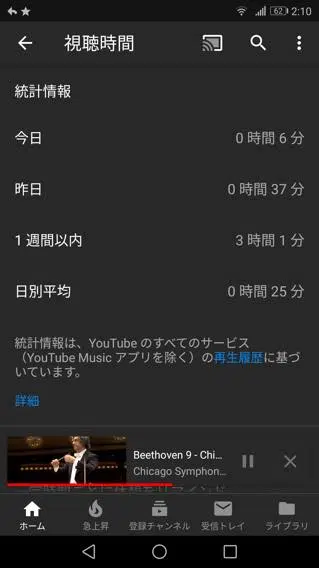 62 2:10
視聴時間
統計情報
今日 0 時間 6 分
昨日 0 時間 37 分
1 週間以内 3 時間 1 分
日別平均 0 時間 25 分
統計情報は、YouTube のすべてのサービス
（YouTube Music アプリを除く）の再生履歴に基づ
いています。
詳細
Beethoven 9 - Chi...
Chicago Symphon...
ホーム 急上昇 登録チャンネル 受信トレイ ライブラリ